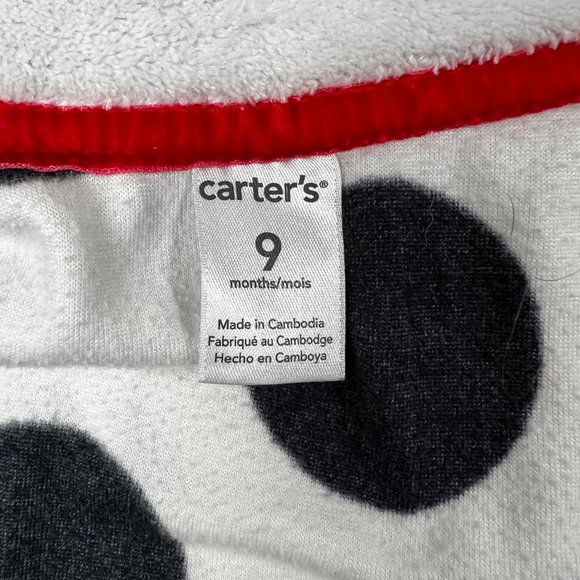 carter's®
9
months/mois
Made in Cambodia
Fabriqué au Cambodge
Hecho en Camboya